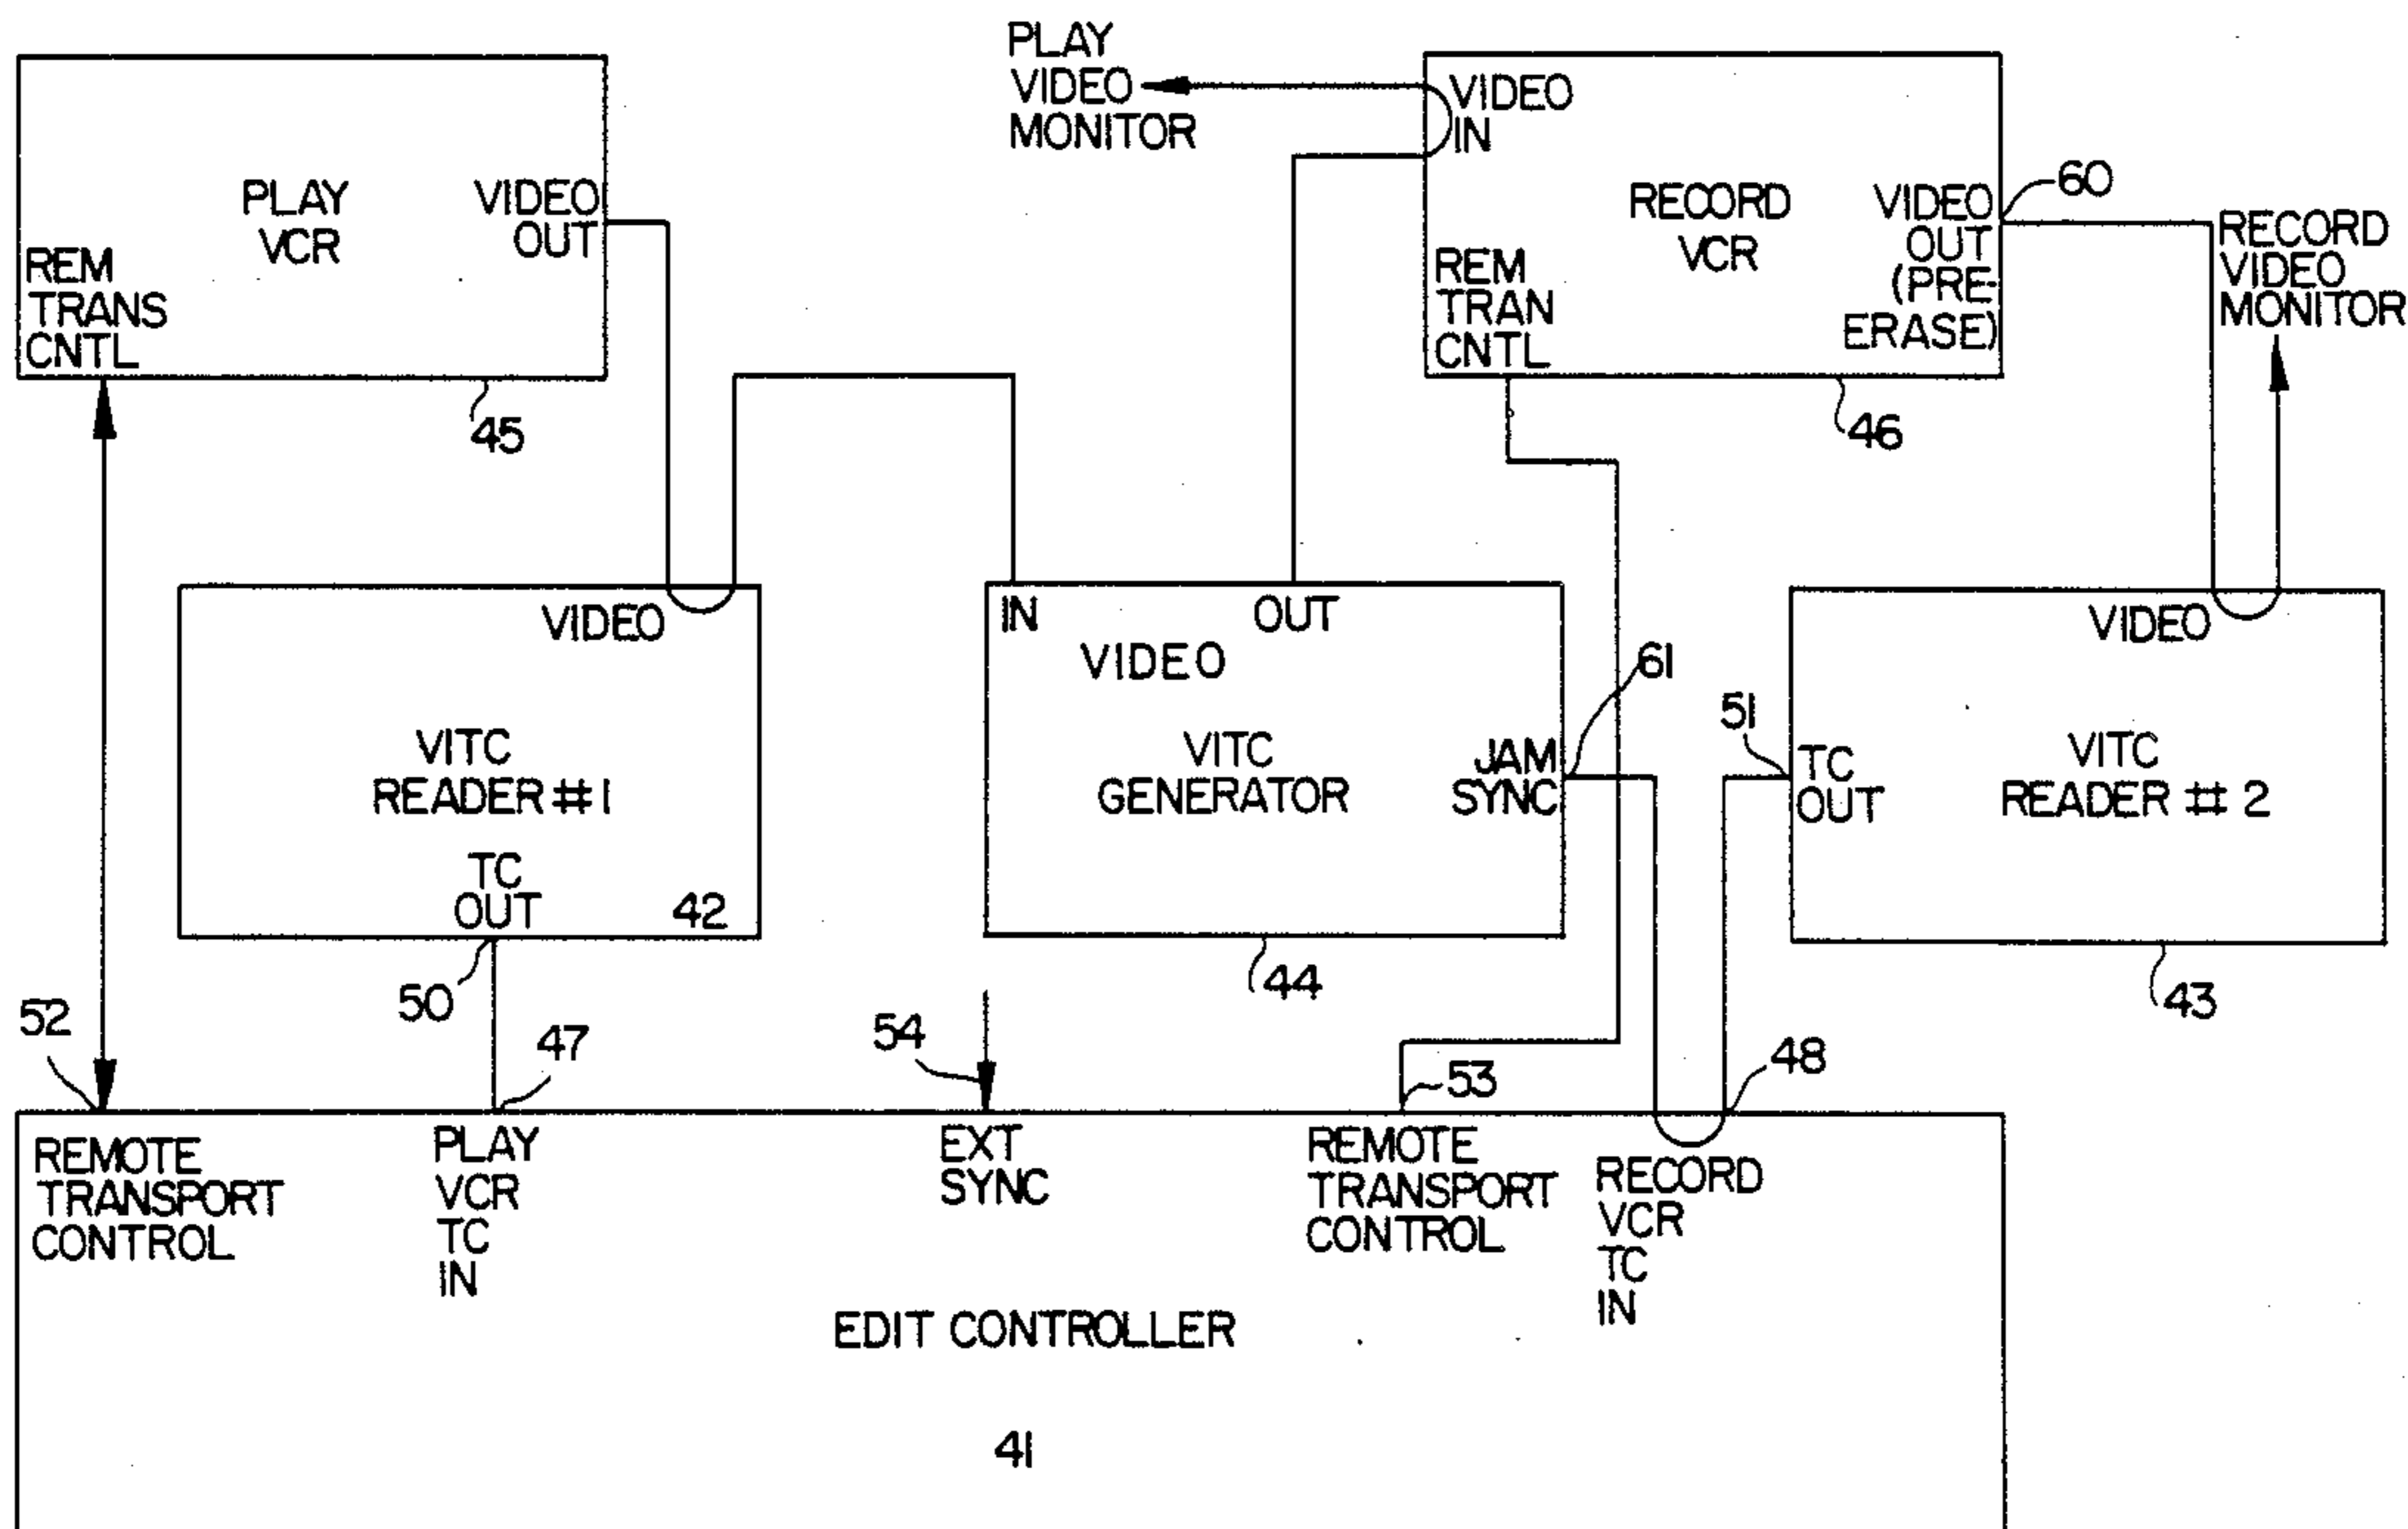 PLAY
VIDEO
MONITOR
PLAY
VCR
VIDEO
OUT
REM
TRANS
CNTL
45
VIDEO
IN
RECORD
VCR
VIDEO
OUT
(PRE-
ERASE)
REM
TRAN
CNTL
60
RECORD
VIDEO
MONITOR
46
VIDEO
VITC
READER #1
TC
OUT
42
50
IN
OUT
VIDEO
VITC
GENERATOR
JAM
SYNC
61
44
VIDEO
51
TC
OUT
VITC
READER # 2
43
52
47
54
53
48
REMOTE
TRANSPORT
CONTROL
PLAY
VCR
TC
IN
EXT
SYNC
REMOTE
TRANSPORT
CONTROL
RECORD
VCR
TC
IN
EDIT CONTROLLER
41